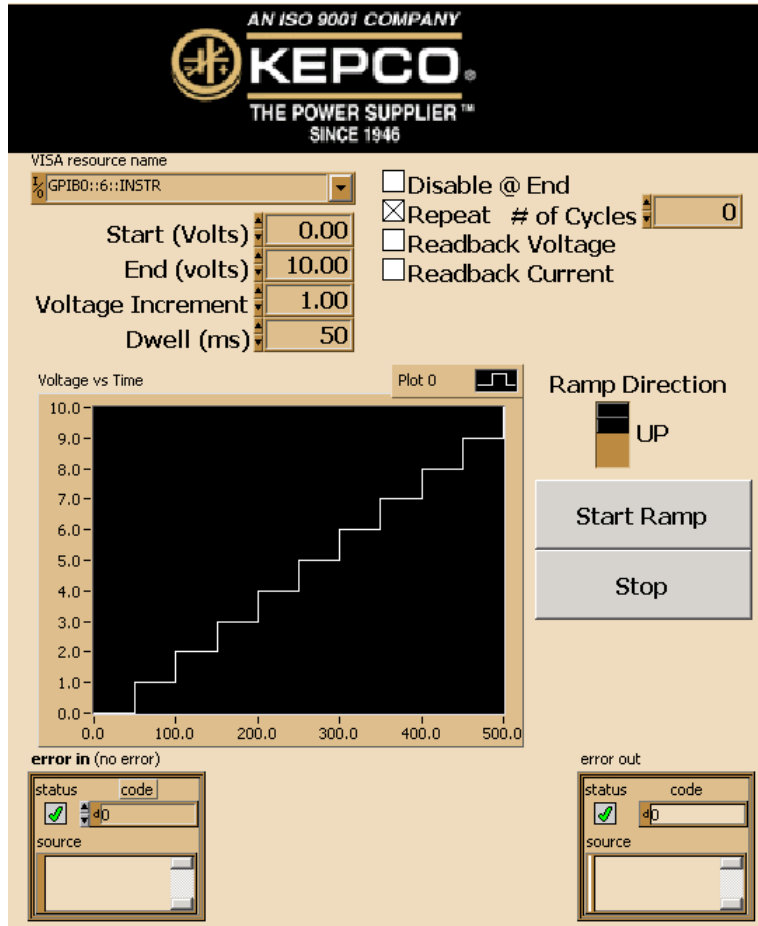 AN ISO 9001 COMPANY
KEPCO®
THE POWER SUPPLIER™
SINCE 1946
VISA resource name
I/O GPIB0::6::INSTR
Disable @ End
Repeat # of Cycles 0
Readback Voltage
Readback Current
Start (Volts) 0.00
End (volts) 10.00
Voltage Increment 1.00
Dwell (ms) 50
Voltage vs Time
Plot 0
10.0
9.0
8.0
7.0
6.0
5.0
4.0
3.0
2.0
1.0
0.0
0.0 100.0 200.0 300.0 400.0 500.0
Ramp Direction
UP
Start Ramp
Stop
error in (no error)
status code
d0
source
error out
status code
d0
source